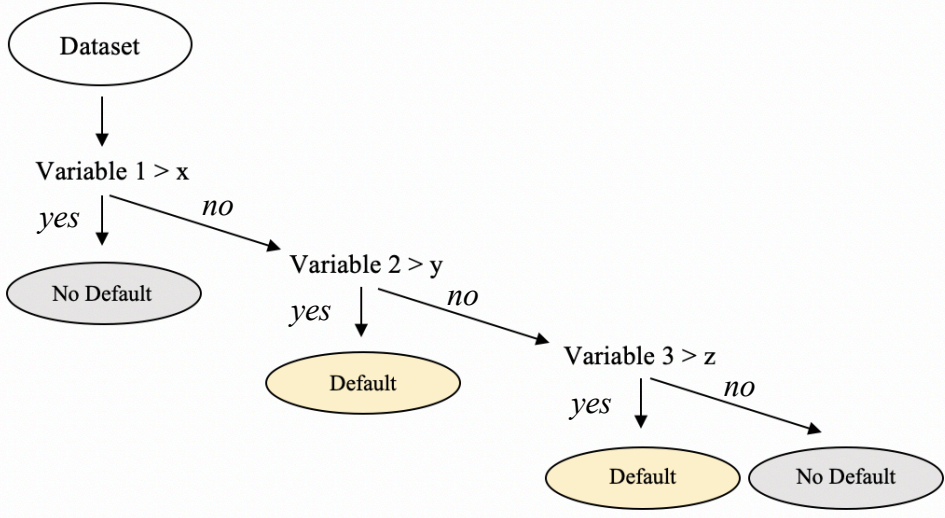 Dataset
Variable 1 > x
yes
no
No Default
Variable 2 > y
yes
no
Default
Variable 3 > z
yes
no
Default
No Default